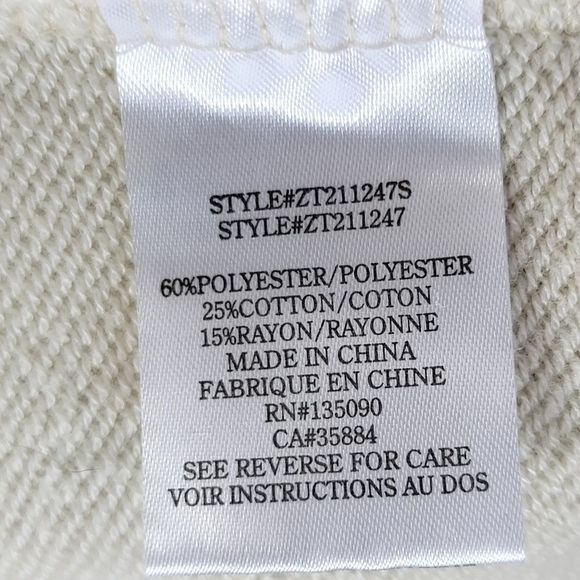 STYLE#ZT211247S
STYLE#ZT211247
60%POLYESTER/POLYESTER
25%COTTON/COTON
15%RAYON/RAYONNE
MADE IN CHINA
FABRIQUE EN CHINE
RN#135090
CA#35884
SEE REVERSE FOR CARE
VOIR INSTRUCTIONS AU DOS